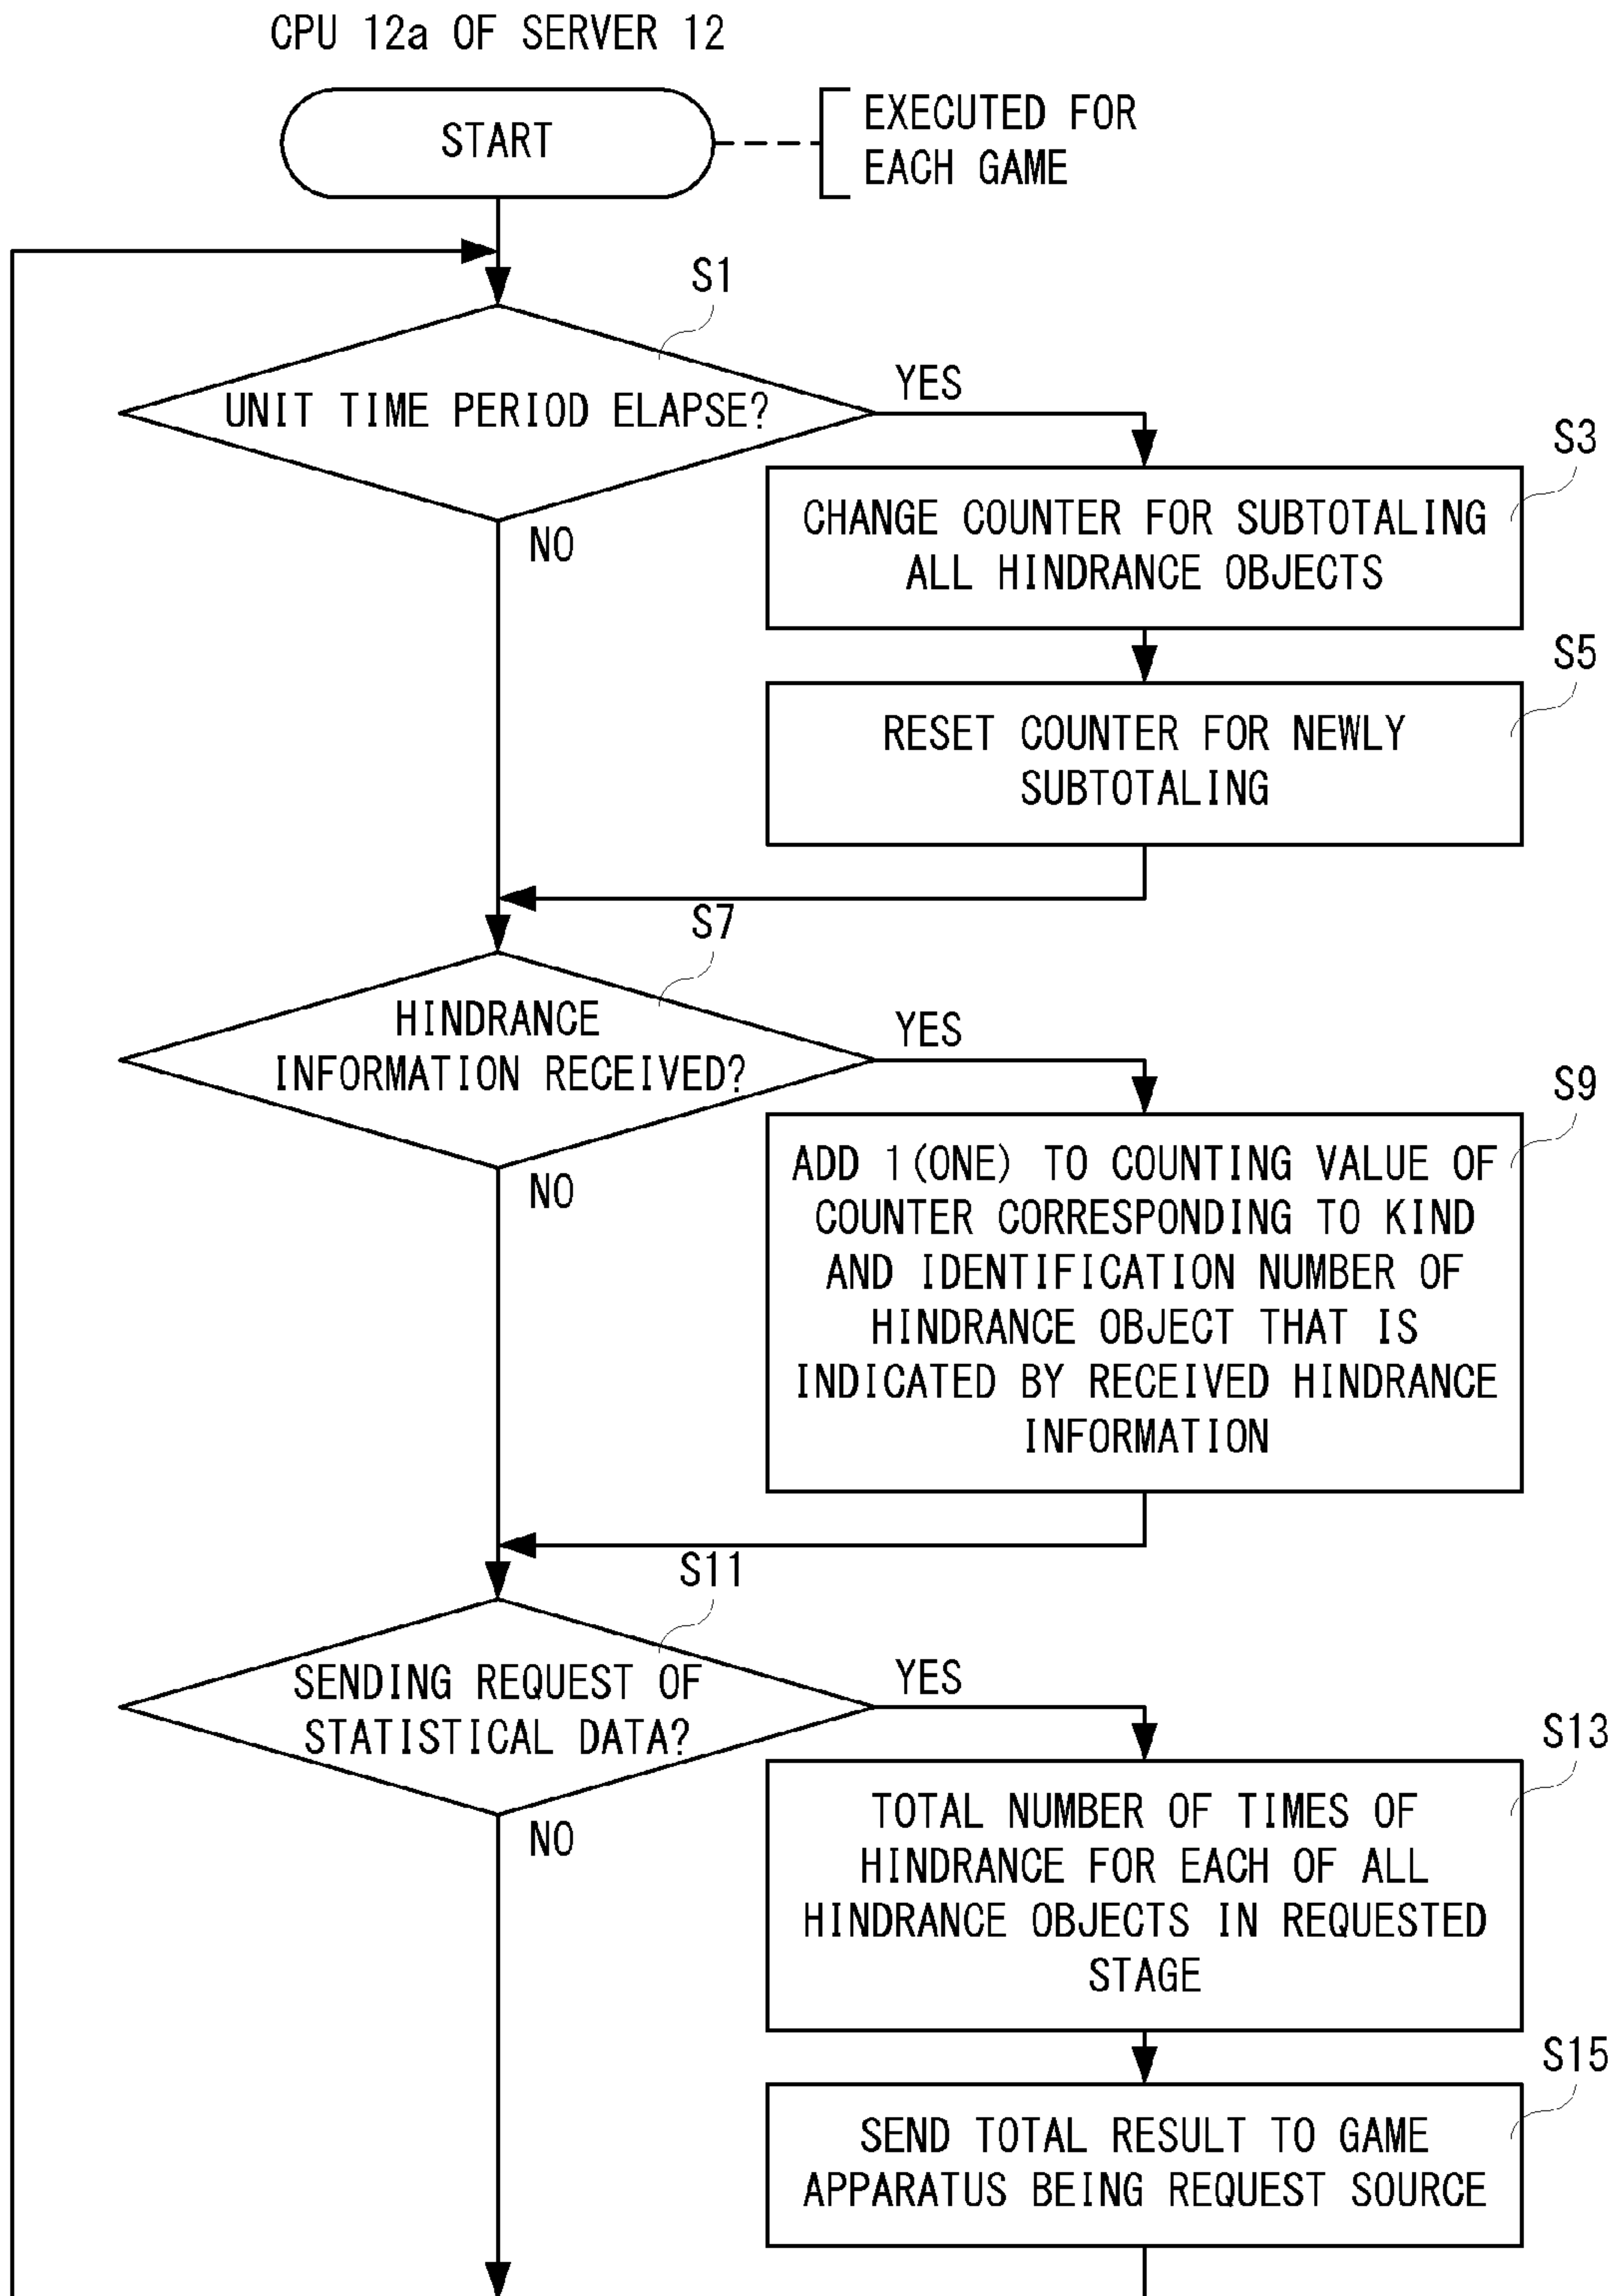 CPU 12a OF SERVER 12
START
EXECUTED FOR
EACH GAME
S1
UNIT TIME PERIOD ELAPSE?
YES
NO
S3
CHANGE COUNTER FOR SUBTOTALING
ALL HINDRANCE OBJECTS
S5
RESET COUNTER FOR NEWLY
SUBTOTALING
S7
HINDRANCE
INFORMATION RECEIVED?
YES
NO
S9
ADD 1(ONE) TO COUNTING VALUE OF
COUNTER CORRESPONDING TO KIND
AND IDENTIFICATION NUMBER OF
HINDRANCE OBJECT THAT IS
INDICATED BY RECEIVED HINDRANCE
INFORMATION
S11
SENDING REQUEST OF
STATISTICAL DATA?
YES
NO
S13
TOTAL NUMBER OF TIMES OF
HINDRANCE FOR EACH OF ALL
HINDRANCE OBJECTS IN REQUESTED
STAGE
S15
SEND TOTAL RESULT TO GAME
APPARATUS BEING REQUEST SOURCE